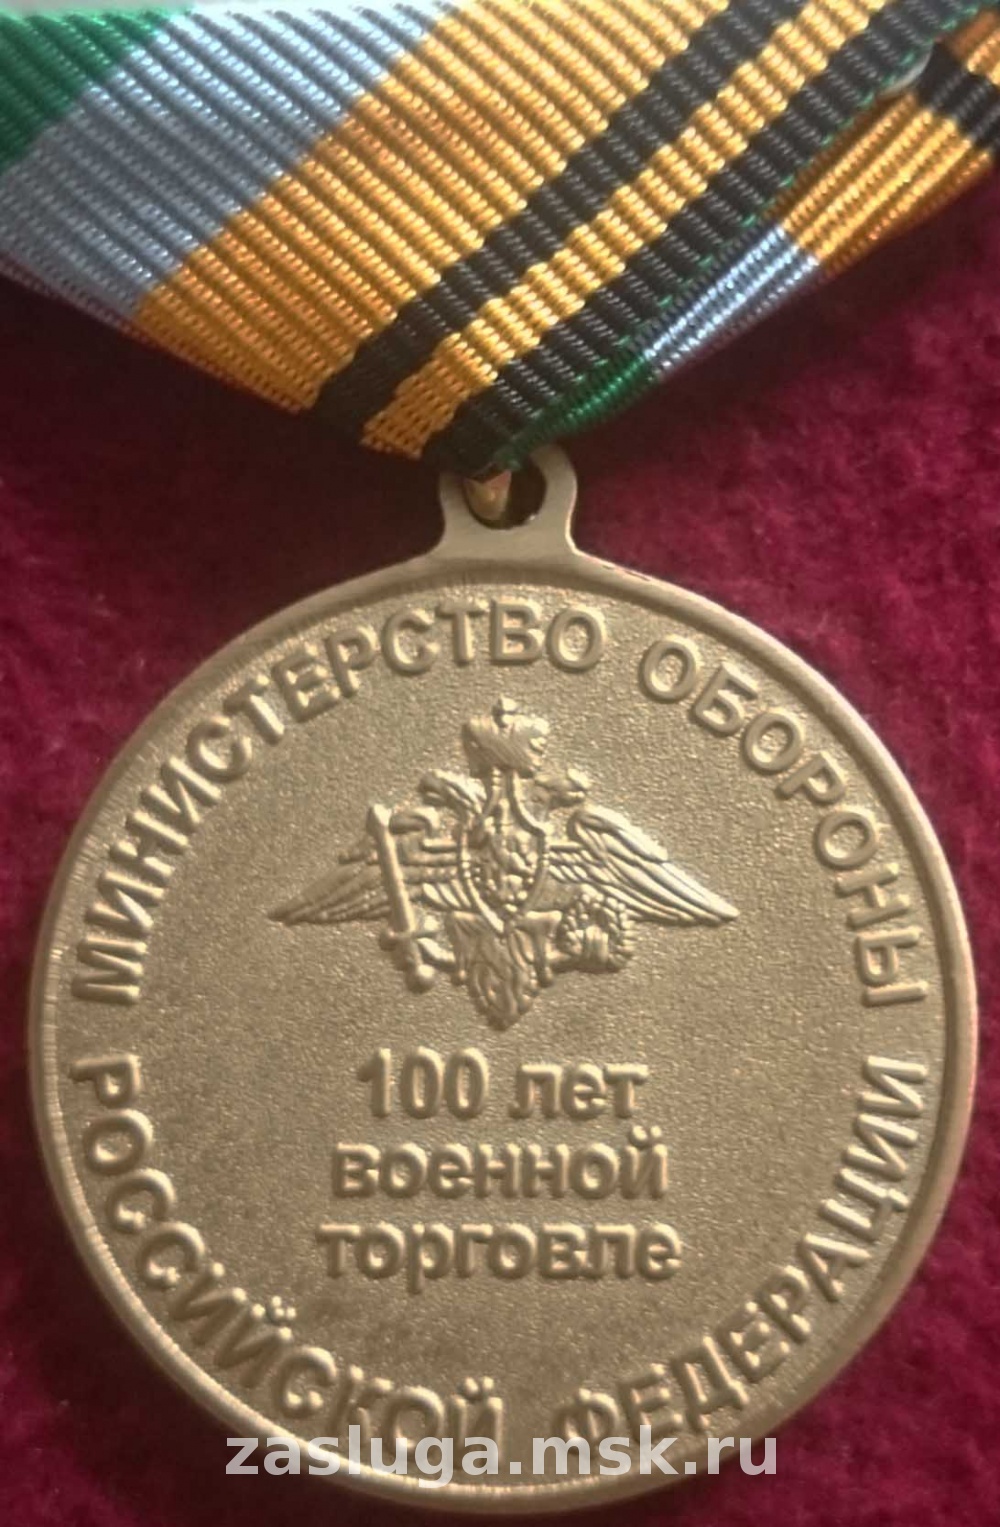 МИНИСТЕРСТВО ОБОРОНЫ
РОССИЙСКОЙ ФЕДЕРАЦИИ
100 лет
военной
торговле
zasluga.msk.ru